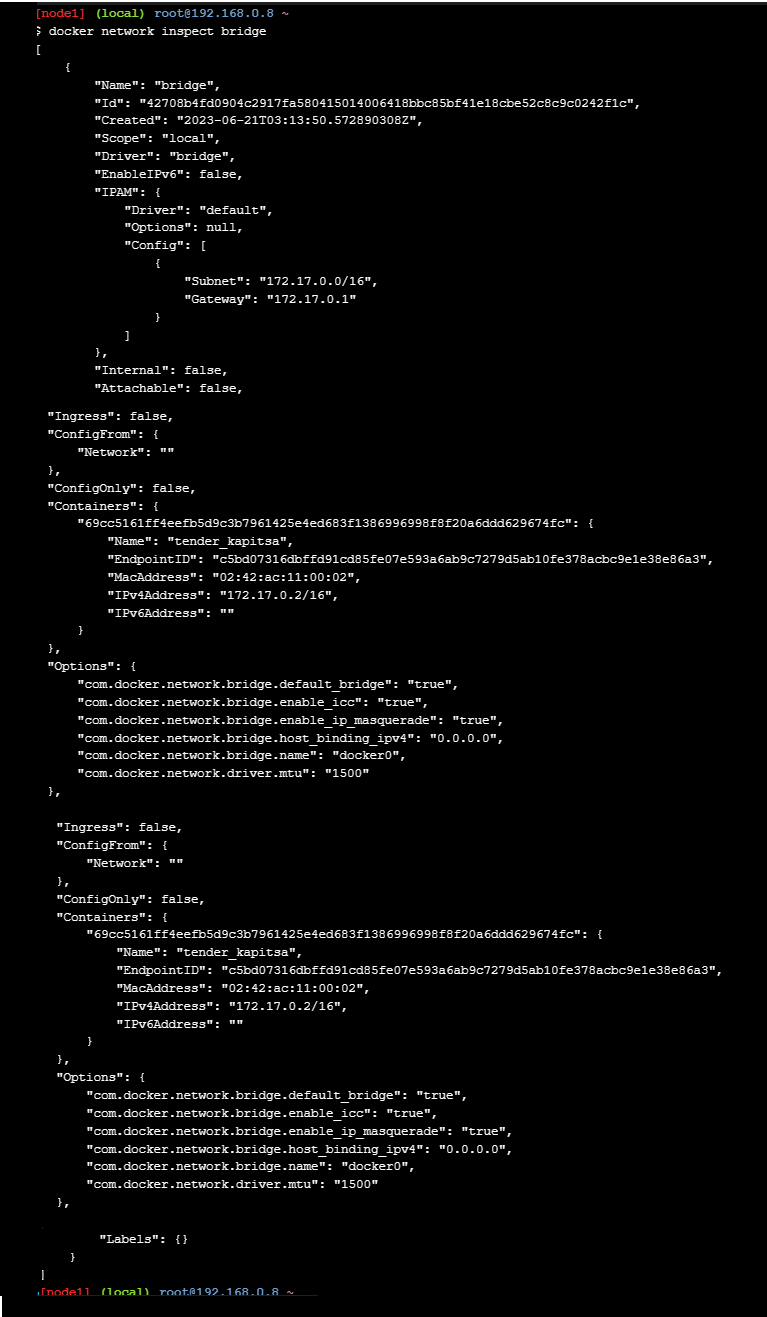 [node1] (local) root@192.168.0.8 ~
$ docker network inspect bridge
[
    {
        "Name": "bridge",
        "Id": "42708b4fd0904c2917fa580415014006418bbc85bf41e18cbe52c8c9c0242f1c",
        "Created": "2023-06-21T03:13:50.572890308Z",
        "Scope": "local",
        "Driver": "bridge",
        "EnableIPv6": false,
        "IPAM": {
            "Driver": "default",
            "Options": null,
            "Config": [
                {
                    "Subnet": "172.17.0.0/16",
                    "Gateway": "172.17.0.1"
                }
            ]
        },
        "Internal": false,
        "Attachable": false,
"Ingress": false,
"ConfigFrom": {
    "Network": ""
},
"ConfigOnly": false,
"Containers": {
    "69cc5161ff4eefb5d9c3b7961425e4ed683f1386996998f8f20a6ddd629674fc": {
        "Name": "tender_kapitsa",
        "EndpointID": "c5bd07316dbffd91cd85fe07e593a6ab9c7279d5ab10fe378acbc9e1e38e86a3",
        "MacAddress": "02:42:ac:11:00:02",
        "IPv4Address": "172.17.0.2/16",
        "IPv6Address": ""
    }
},
"Options": {
    "com.docker.network.bridge.default_bridge": "true",
    "com.docker.network.bridge.enable_icc": "true",
    "com.docker.network.bridge.enable_ip_masquerade": "true",
    "com.docker.network.bridge.host_binding_ipv4": "0.0.0.0",
    "com.docker.network.bridge.name": "docker0",
    "com.docker.network.driver.mtu": "1500"
},
"Ingress": false,
"ConfigFrom": {
    "Network": ""
},
"ConfigOnly": false,
"Containers": {
    "69cc5161ff4eefb5d9c3b7961425e4ed683f1386996998f8f20a6ddd629674fc": {
        "Name": "tender_kapitsa",
        "EndpointID": "c5bd07316dbffd91cd85fe07e593a6ab9c7279d5ab10fe378acbc9e1e38e86a3",
        "MacAddress": "02:42:ac:11:00:02",
        "IPv4Address": "172.17.0.2/16",
        "IPv6Address": ""
    }
},
"Options": {
    "com.docker.network.bridge.default_bridge": "true",
    "com.docker.network.bridge.enable_icc": "true",
    "com.docker.network.bridge.enable_ip_masquerade": "true",
    "com.docker.network.bridge.host_binding_ipv4": "0.0.0.0",
    "com.docker.network.bridge.name": "docker0",
    "com.docker.network.driver.mtu": "1500"
},
        "Labels": {}
    }
]
[node1] (local) root@192.168.0.8 ~